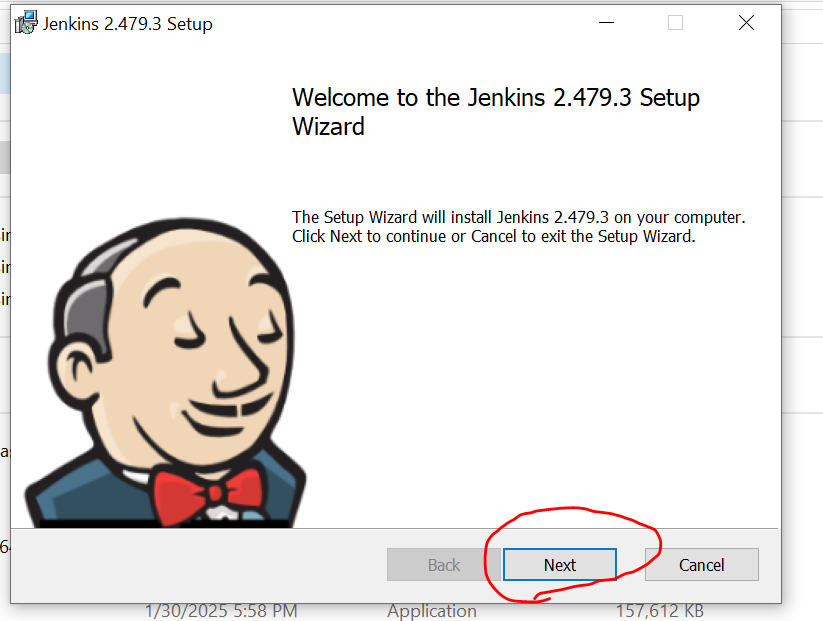 Jenkins 2.479.3 Setup
Welcome to the Jenkins 2.479.3 Setup
Wizard
The Setup Wizard will install Jenkins 2.479.3 on your computer.
Click Next to continue or Cancel to exit the Setup Wizard.
Back Next Cancel
1/30/2025 5:58 PM Application 157,612 KB